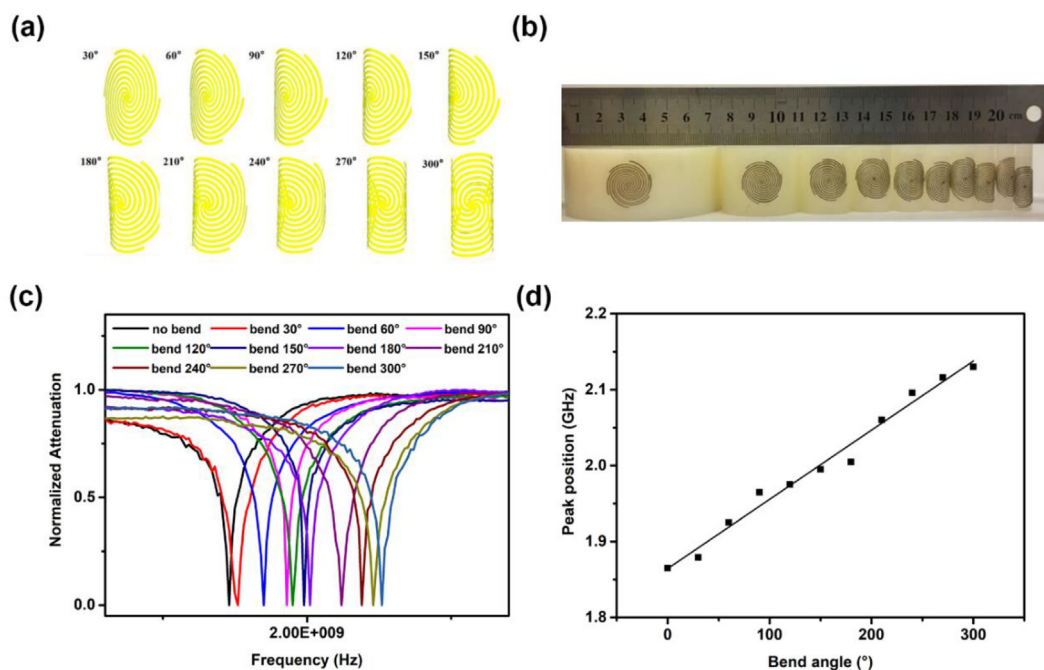 (a)
30°
60°
90°
120°
150°
180°
210°
240°
270°
300°
(b)
1 2 3 4 5 6 7 8 9 10 11 12 13 14 15 16 17 18 19 20 cm
(c)
no bend bend 30° bend 60° bend 90°
bend 120° bend 150° bend 180° bend 210°
bend 240° bend 270° bend 300°
1.0
0.5
0.0
Normalized Attenuation
2.00E+009
Frequency (Hz)
(d)
2.2
2.1
2.0
1.9
1.8
Peak position (GHz)
0 100 200 300
Bend angle (°)